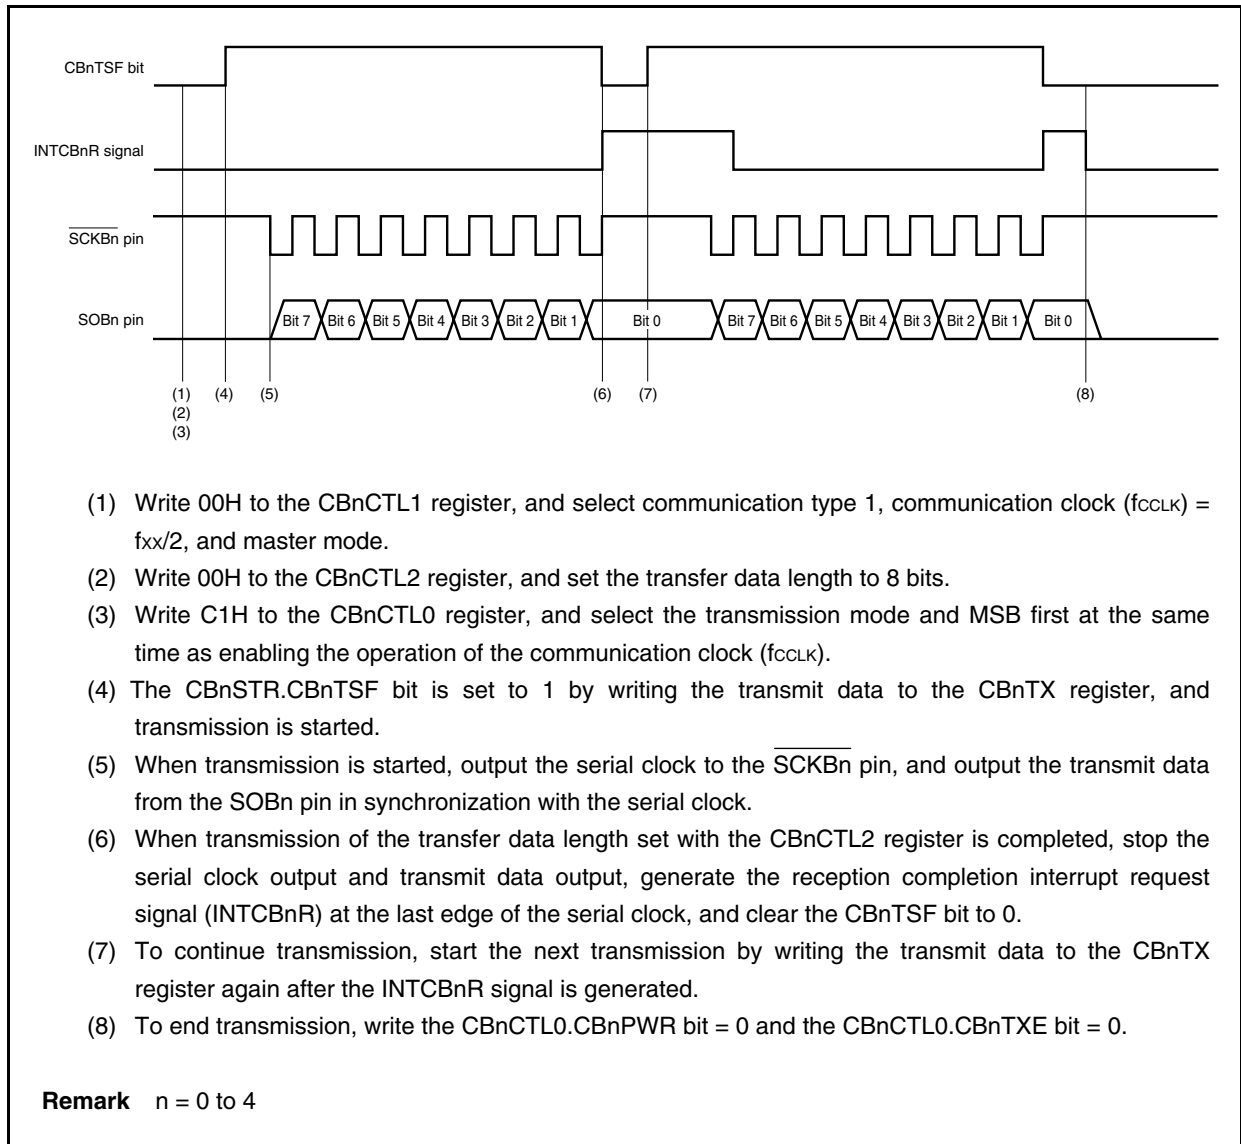 CBnTSF bit
INTCBnR signal
SCKBn pin
SOBn pin
Bit 7 Bit 6 Bit 5 Bit 4 Bit 3 Bit 2 Bit 1 Bit 0 Bit 7 Bit 6 Bit 5 Bit 4 Bit 3 Bit 2 Bit 1 Bit 0
(1) (4) (5) (6) (7) (8)
(2)
(3)
(1) Write 00H to the CBnCTL1 register, and select communication type 1, communication clock (fCCLK) =
fXX/2, and master mode.
(2) Write 00H to the CBnCTL2 register, and set the transfer data length to 8 bits.
(3) Write C1H to the CBnCTL0 register, and select the transmission mode and MSB first at the same
time as enabling the operation of the communication clock (fCCLK).
(4) The CBnSTR.CBnTSF bit is set to 1 by writing the transmit data to the CBnTX register, and
transmission is started.
(5) When transmission is started, output the serial clock to the SCKBn pin, and output the transmit data
from the SOBn pin in synchronization with the serial clock.
(6) When transmission of the transfer data length set with the CBnCTL2 register is completed, stop the
serial clock output and transmit data output, generate the reception completion interrupt request
signal (INTCBnR) at the last edge of the serial clock, and clear the CBnTSF bit to 0.
(7) To continue transmission, start the next transmission by writing the transmit data to the CBnTX
register again after the INTCBnR signal is generated.
(8) To end transmission, write the CBnCTL0.CBnPWR bit = 0 and the CBnCTL0.CBnTXE bit = 0.
Remark n = 0 to 4